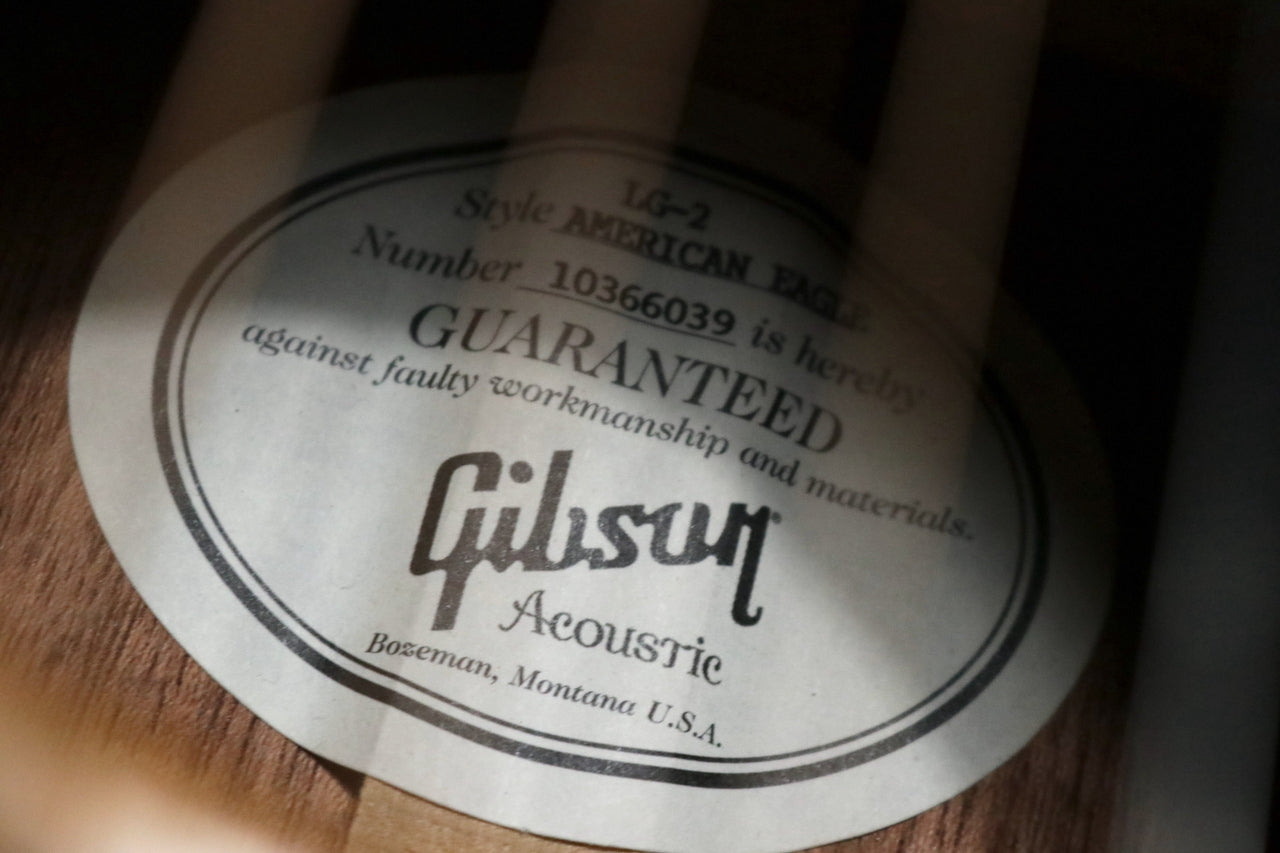 LG-2
Style AMERICAN EAGLE
Number 10366039 is hereby
GUARANTEED
against faulty workmanship and materials.
Gibson
Acoustic
Bozeman, Montana U.S.A.